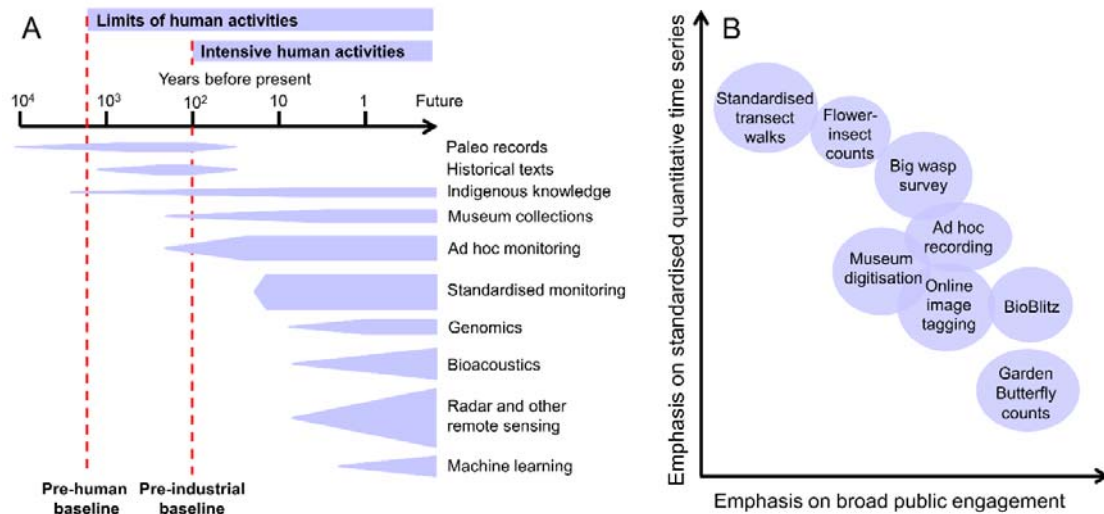 A
Limits of human activities
Intensive human activities
Years before present
10⁴ 10³ 10² 10 1 Future
Paleo records
Historical texts
Indigenous knowledge
Museum collections
Ad hoc monitoring
Standardised monitoring
Genomics
Bioacoustics
Radar and other
remote sensing
Machine learning
Pre-human
baseline
Pre-industrial
baseline
B
Emphasis on standardised quantitative time series
Standardised
transect
walks
Flower-
insect
counts
Big wasp
survey
Ad hoc
recording
Museum
digitisation
Online
image
tagging
BioBlitz
Garden
Butterfly
counts
Emphasis on broad public engagement